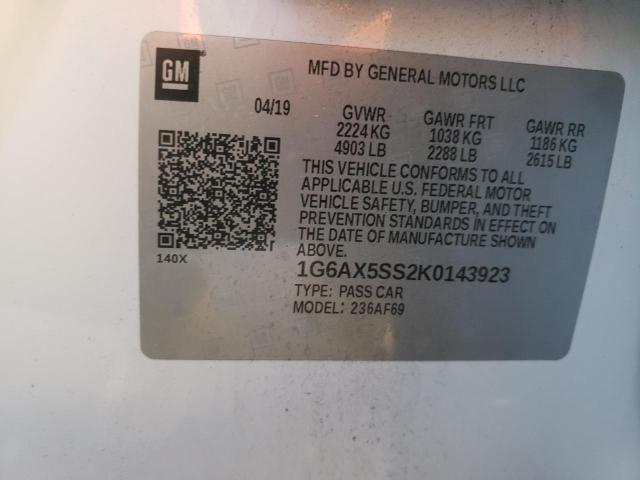 GM
MFD BY GENERAL MOTORS LLC
04/19 GVWR GAWR FRT GAWR RR
2224 KG 1038 KG 1186 KG
4903 LB 2288 LB 2615 LB
THIS VEHICLE CONFORMS TO ALL
APPLICABLE U.S. FEDERAL MOTOR
VEHICLE SAFETY, BUMPER, AND THEFT
PREVENTION STANDARDS IN EFFECT ON
THE DATE OF MANUFACTURE SHOWN
ABOVE.
140X
1G6AX5SS2K0143923
TYPE: PASS CAR
MODEL: 236AF69